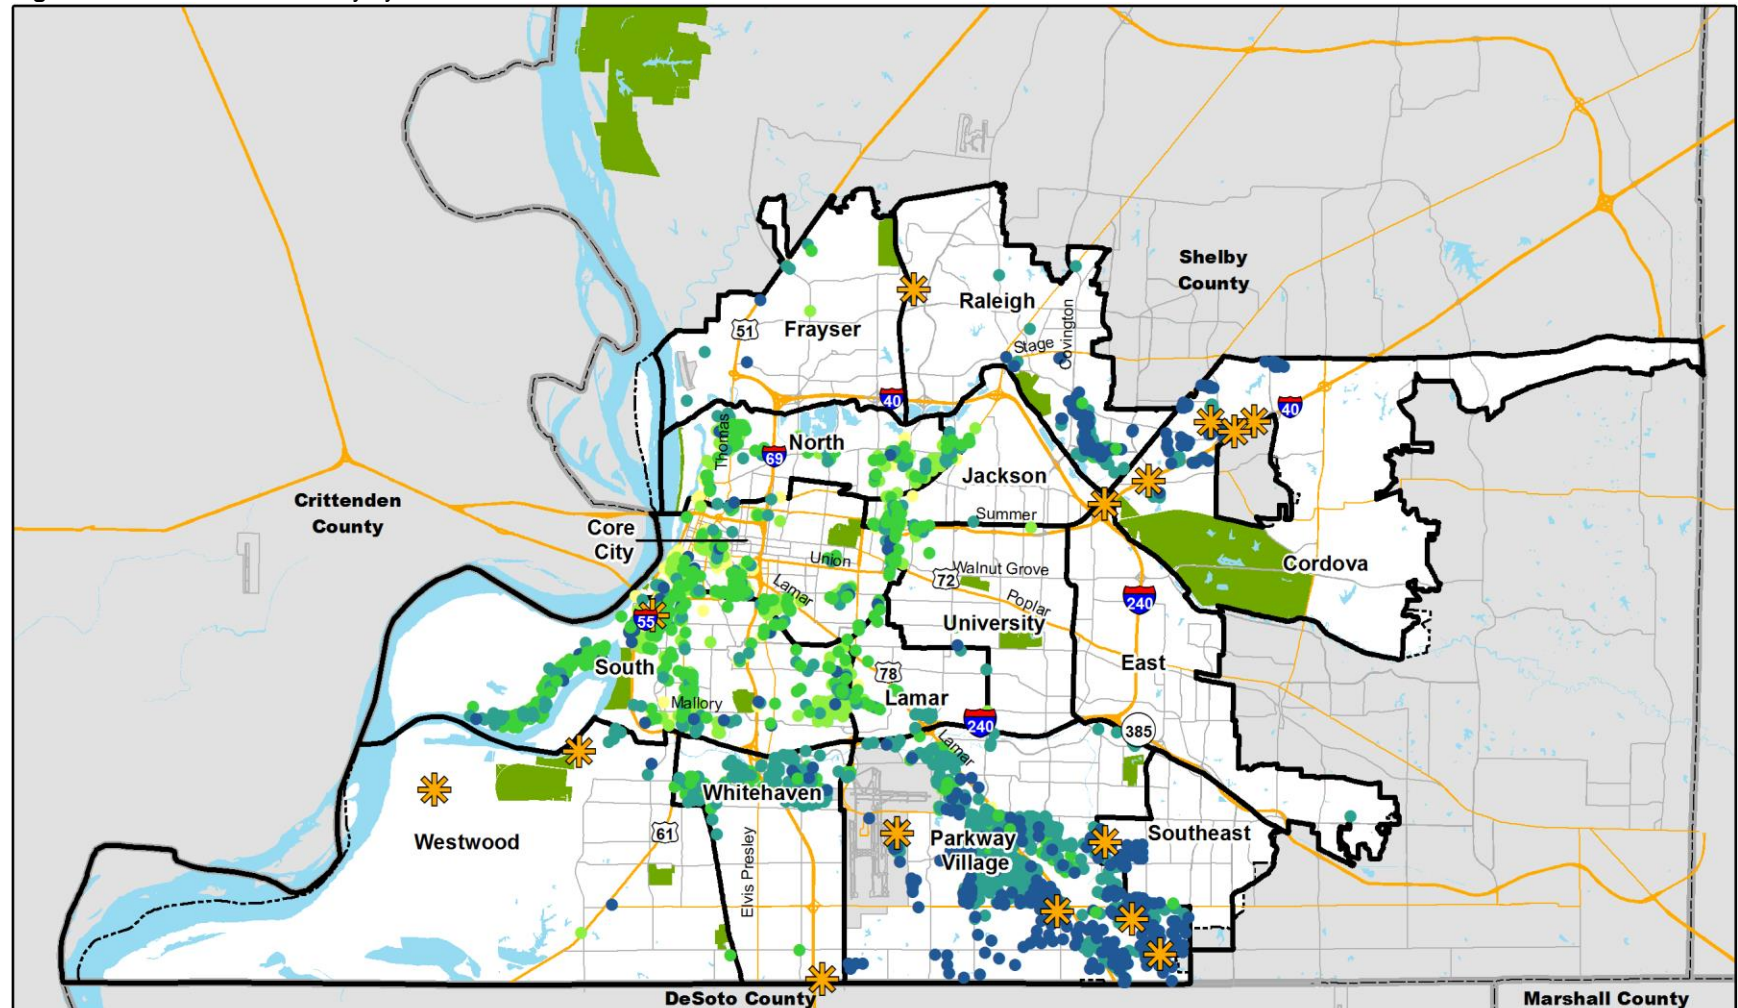 Shelby
County
Raleigh
Frayser
51
Stage
Covington
40
40
Thomas
North
69
Jackson
Crittenden
County
Summer
Core
City
Union
Walnut Grove
72
Cordova
Lamar
Poplar
240
55
University
South
East
78
Lamar
Mallory
240
385
Lamar
Whitehaven
Westwood
61
Parkway
Village
Southeast
Elvis Presley
DeSoto County
Marshall County